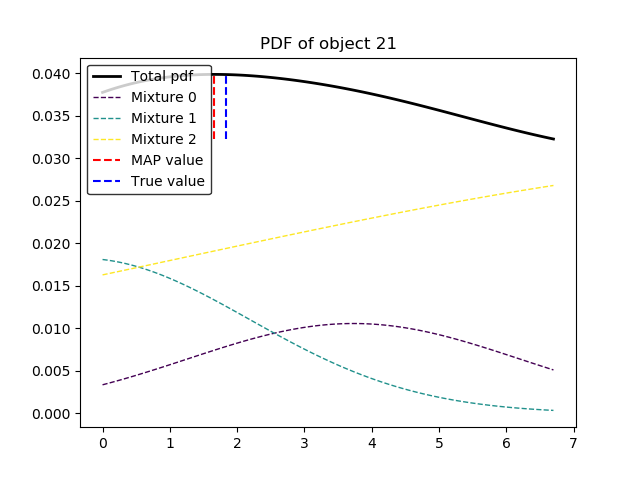 PDF of object 21
0.040
0.035
0.030
0.025
0.020
0.015
0.010
0.005
0.000
Total pdf
Mixture 0
Mixture 1
Mixture 2
MAP value
True value
0 1 2 3 4 5 6 7